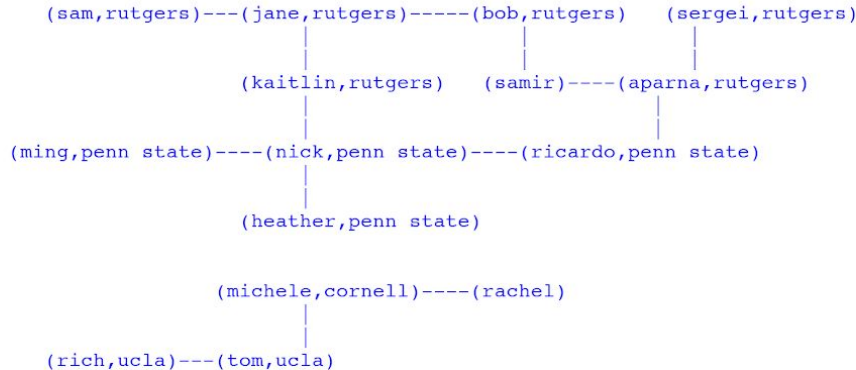 (sam,rutgers)---(jane,rutgers)-----(bob,rutgers) (sergei,rutgers)
(kaitlin,rutgers) (samir)----(aparna,rutgers)
(ming,penn state)----(nick,penn state)----(ricardo,penn state)
(heather,penn state)
(michele,cornell)----(rachel)
(rich,ucla)---(tom,ucla)